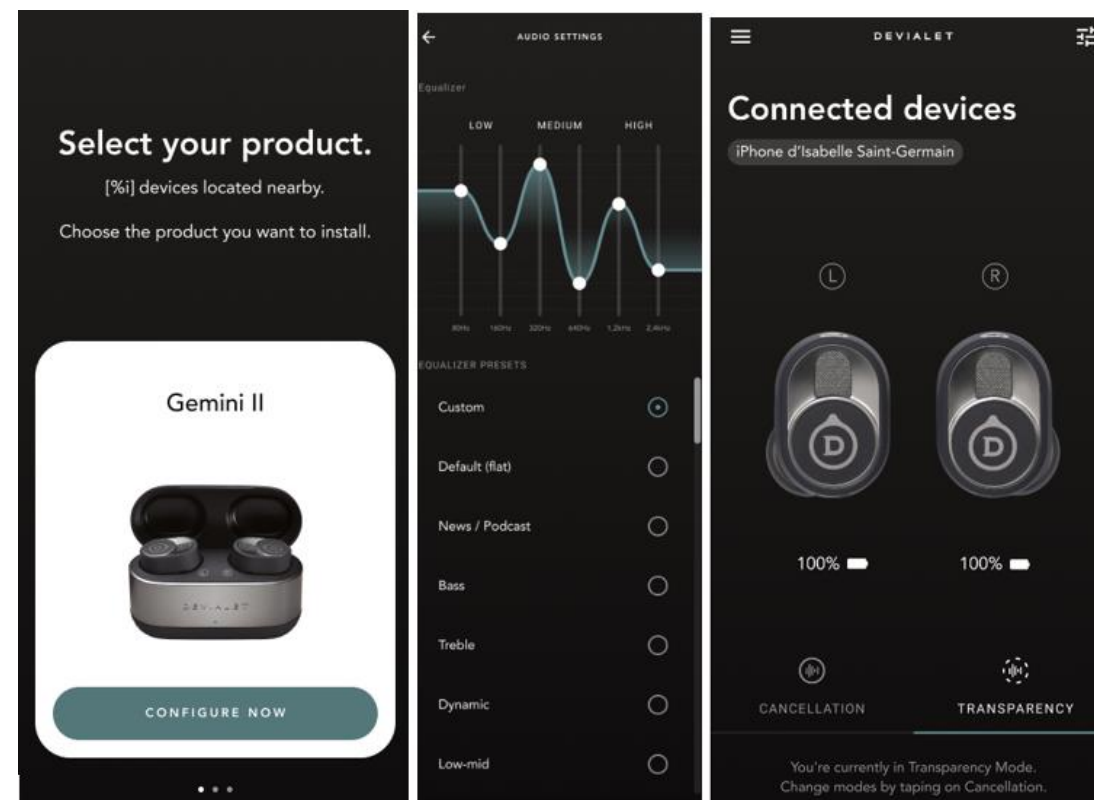 Select your product.
[%i] devices located nearby.
Choose the product you want to install.
Gemini II
DEVIALET
CONFIGURE NOW
AUDIO SETTINGS
Equalizer
LOW MEDIUM HIGH
80Hz 160Hz 320Hz 640Hz 1,2kHz 2,4kHz
EQUALIZER PRESETS
Custom
Default (flat)
News / Podcast
Bass
Treble
Dynamic
Low-mid
DEVIALET
Connected devices
iPhone d'Isabelle Saint-Germain
L R
D D
100% 100%
CANCELLATION TRANSPARENCY
You're currently in Transparency Mode.
Change modes by taping on Cancellation.